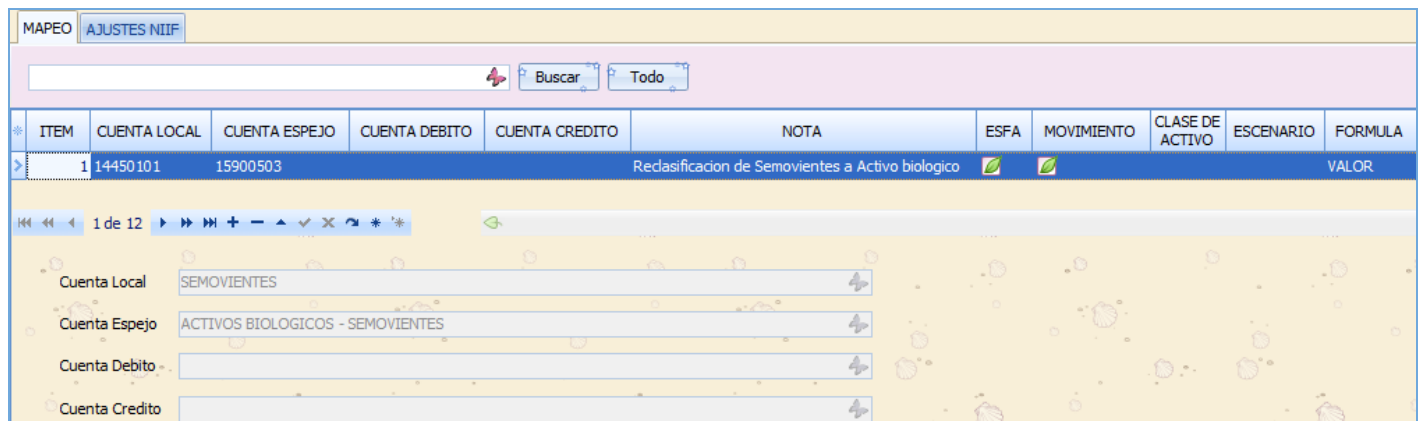 MAPEO AJUSTES NIIF
Buscar Todo
ITEM CUENTA LOCAL CUENTA ESPEJO CUENTA DEBITO CUENTA CREDITO NOTA ESFA MOVIMIENTO CLASE DE ACTIVO ESCENARIO FORMULA
1 14450101 15900503 Reclasificacion de Semovientes a Activo biologico VALOR
1 de 12
Cuenta Local SEMOVIENTES
Cuenta Espejo ACTIVOS BIOLOGICOS - SEMOVIENTES
Cuenta Debito
Cuenta Credito